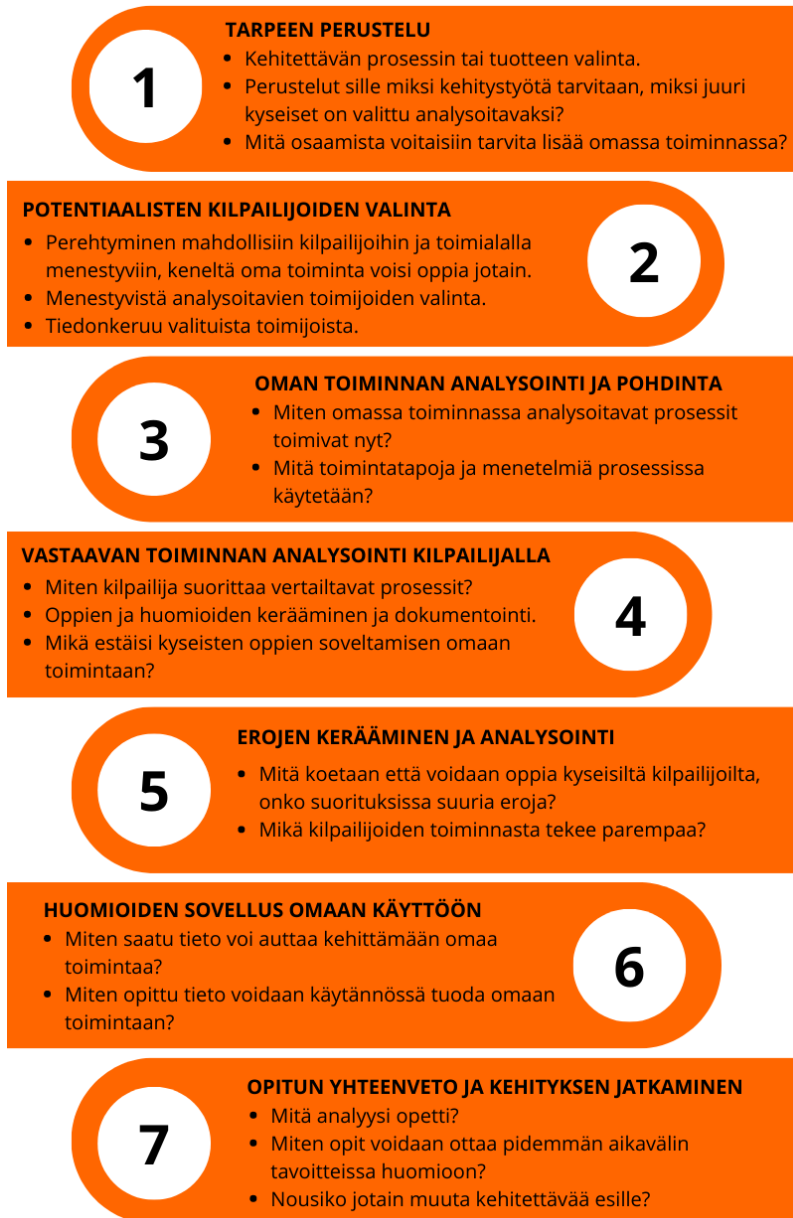 1
TARPEEN PERUSTELU
• Kehitettävän prosessin tai tuotteen valinta.
• Perustelut sille miksi kehitystyötä tarvitaan, miksi juuri
kyseiset on valittu analysoitavaksi?
• Mitä osaamista voitaisiin tarvita lisää omassa toiminnassa?
POTENTIAALISTEN KILPAILIJOIDEN VALINTA
• Perehtyminen mahdollisiin kilpailijoihin ja toimialalla
menestyviin, keneltä oma toiminta voisi oppia jotain.
• Menestyvistä analysoitavien toimijoiden valinta.
• Tiedonkeruu valituista toimijoista.
2
3
OMAN TOIMINNAN ANALYSOINTI JA POHDINTA
• Miten omassa toiminnassa analysoitavat prosessit
toimivat nyt?
• Mitä toimintatapoja ja menetelmiä prosessissa
käytetään?
VASTAAVAN TOIMINNAN ANALYSOINTI KILPAILIJALLA
• Miten kilpailija suorittaa vertailtavat prosessit?
• Oppien ja huomioiden kerääminen ja dokumentointi.
• Mikä estäisi kyseisten oppien soveltamisen omaan
toimintaan?
4
5
EROJEN KERÄÄMINEN JA ANALYSOINTI
• Mitä koetaan että voidaan oppia kyseisiltä kilpailijoilta,
onko suorituksissa suuria eroja?
• Mikä kilpailijoiden toiminnasta tekee parempaa?
HUOMIOIDEN SOVELLUS OMAAN KÄYTTÖÖN
• Miten saatu tieto voi auttaa kehittämään omaa
toimintaa?
• Miten opittu tieto voidaan käytännössä tuoda omaan
toimintaan?
6
7
OPITUN YHTEENVETO JA KEHITYKSEN JATKAMINEN
• Mitä analyysi opetti?
• Miten opit voidaan ottaa pidemmän aikavälin
tavoitteissa huomioon?
• Nousiko jotain muuta kehitettävää esille?